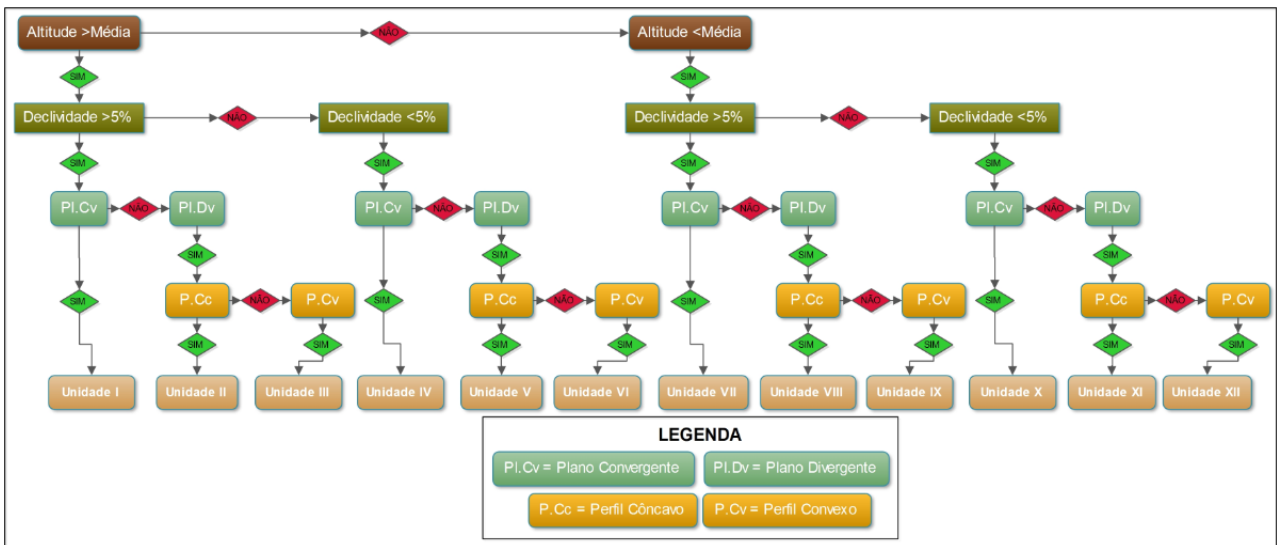 Altitude >Média
NÃO
Altitude <Média
SIM
SIM
Declividade >5%
NÃO
Declividade <5%
Declividade >5%
NÃO
Declividade <5%
SIM
SIM
SIM
SIM
Pl.Cv
NÃO
Pl.Dv
Pl.Cv
NÃO
Pl.Dv
Pl.Cv
NÃO
Pl.Dv
Pl.Cv
NÃO
Pl.Dv
SIM
SIM
SIM
SIM
SIM
P.Cc
NÃO
P.Cv
SIM
P.Cc
NÃO
P.Cv
SIM
P.Cc
NÃO
P.Cv
SIM
P.Cc
NÃO
P.Cv
SIM
SIM
SIM
SIM
SIM
SIM
SIM
SIM
Unidade I
Unidade II
Unidade III
Unidade IV
Unidade V
Unidade VI
Unidade VII
Unidade VIII
Unidade IX
Unidade X
Unidade XI
Unidade XII
LEGENDA
Pl.Cv = Plano Convergente
Pl.Dv = Plano Divergente
P.Cc = Perfil Côncavo
P.Cv = Perfil Convexo